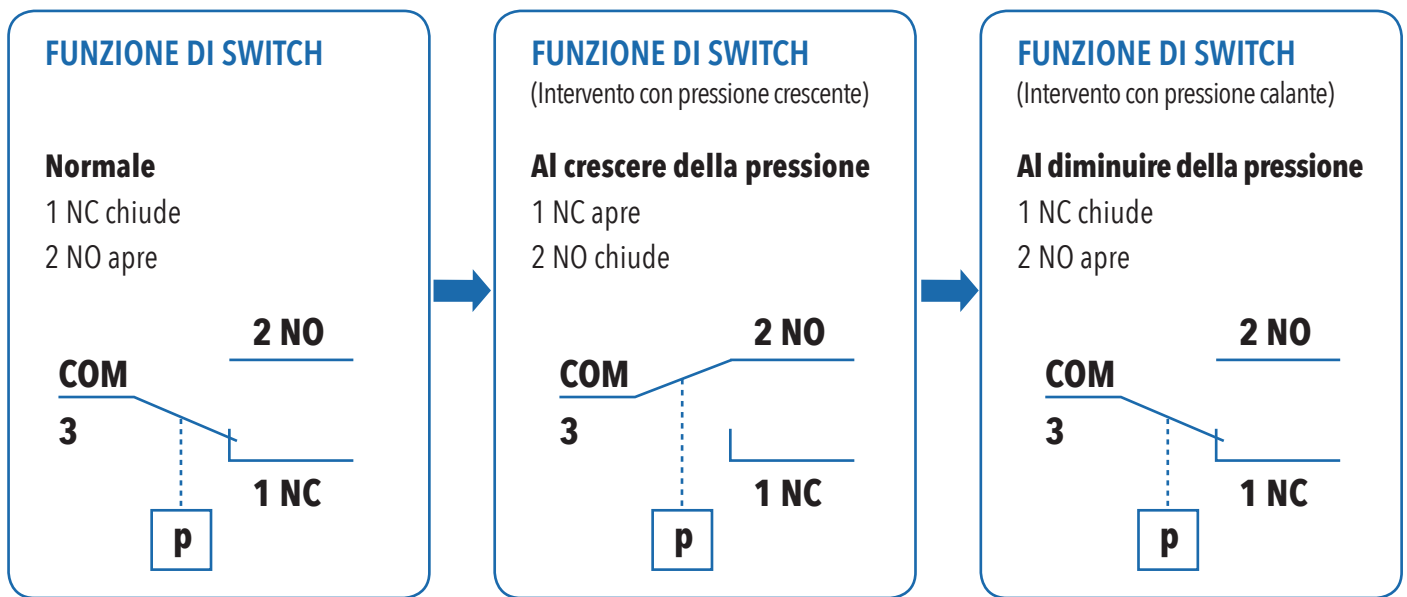 FUNZIONE DI SWITCH
Normale
1 NC chiude
2 NO apre
2 NO
COM
3
1 NC
p
FUNZIONE DI SWITCH
(Intervento con pressione crescente)
Al crescere della pressione
1 NC apre
2 NO chiude
2 NO
COM
3
1 NC
p
FUNZIONE DI SWITCH
(Intervento con pressione calante)
Al diminuire della pressione
1 NC chiude
2 NO apre
2 NO
COM
3
1 NC
p